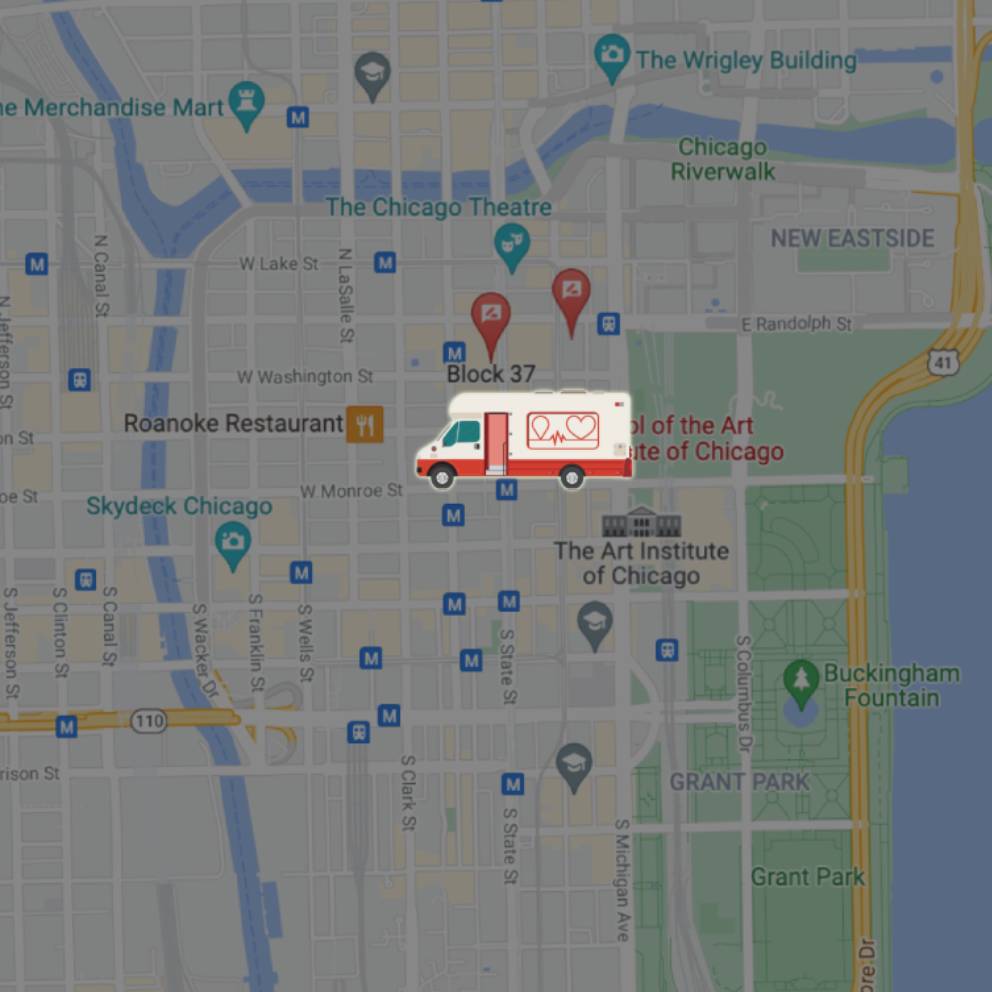 The Wrigley Building
ne Merchandise Mart
M
Chicago
Riverwalk
The Chicago Theatre
NEW EASTSIDE
N Canal St
M
W Lake St
N LaSalle St
M
N Jefferson St
E Randolph St
M
Block 37
41
W Washington St
Roanoke Restaurant
ol of the Art
ute of Chicago
on St
oe St
W Monroe St
M
M
Skydeck Chicago
The Art Institute
of Chicago
M
M
M
S Jefferson St
S Clinton St
S Canal St
S Wacker Dr
S Franklin St
S Wells St
S State St
M
M
S Columbus Dr
Buckingham
Fountain
M
110
M
rison St
S Clark St
M
GRANT PARK
S State St
S Michigan Ave
Grant Park
ore Dr